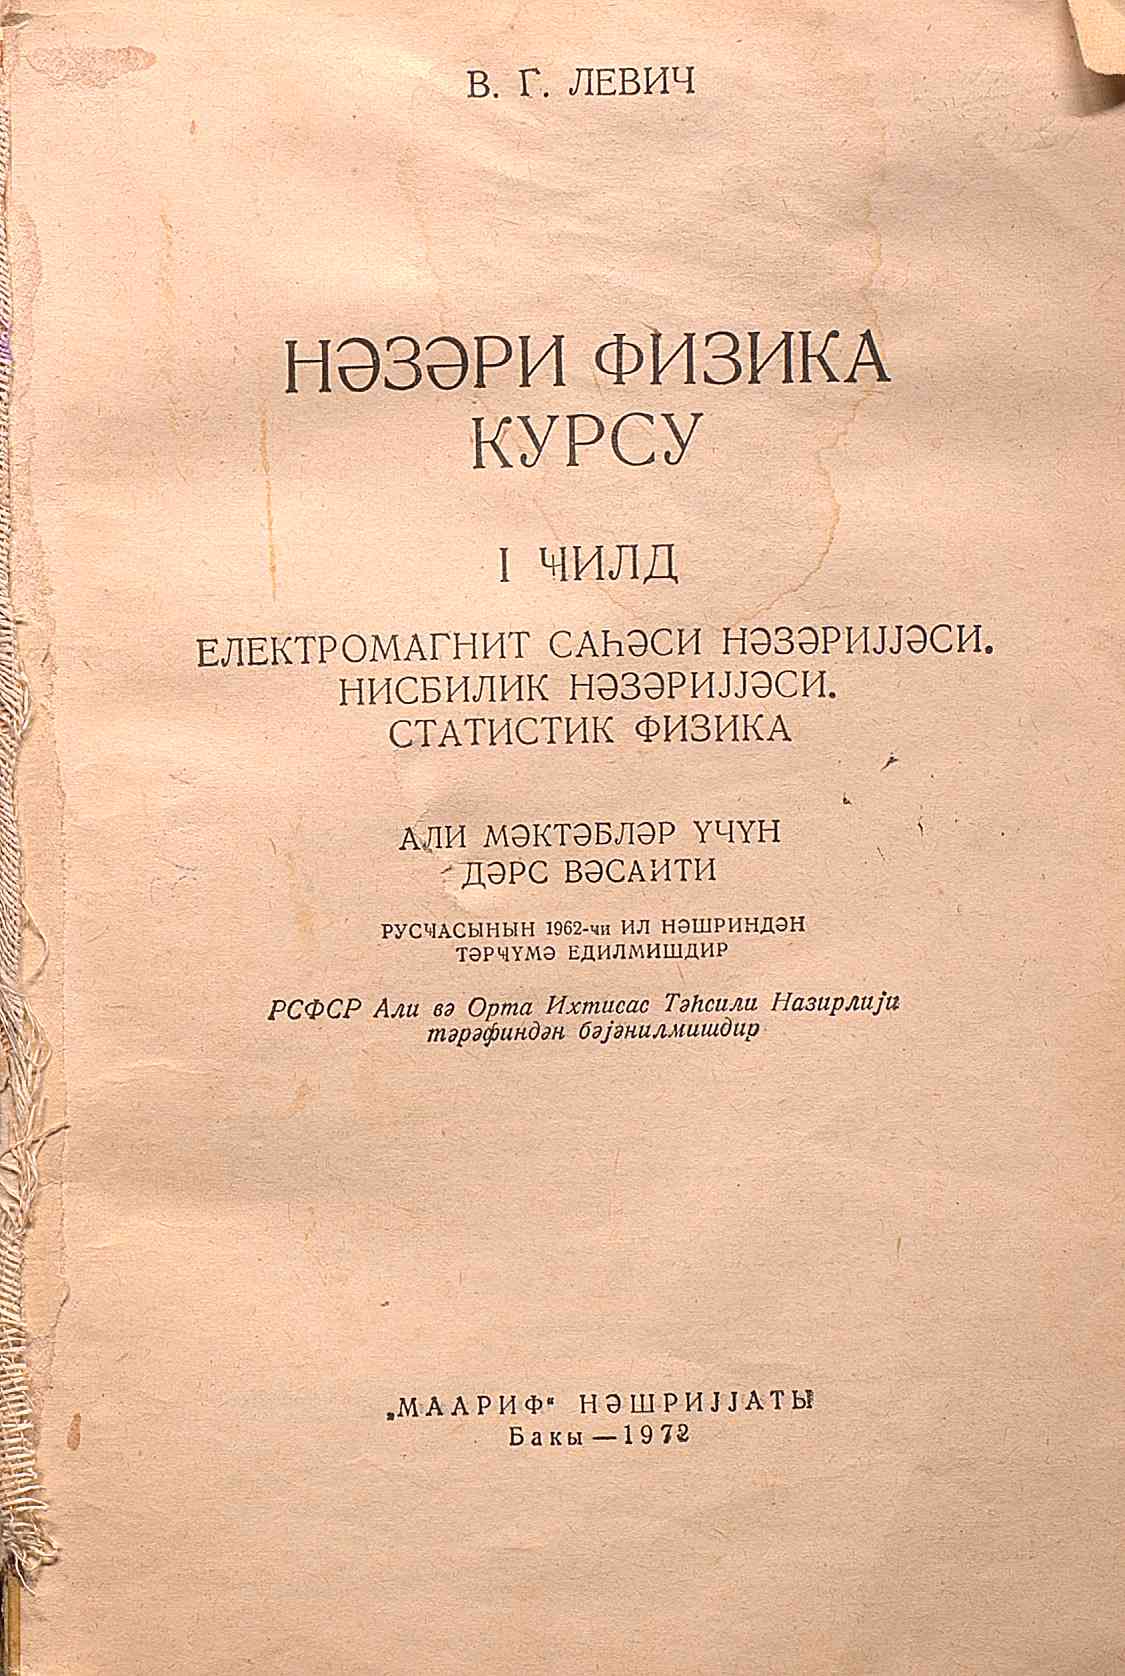 В. Г. ЛЕВИЧ
НӘЗӘРИ ФИЗИКА
КУРСУ
I ҸИЛД
ЕЛЕКТРОМАГНИТ САҺӘСИ НӘЗӘРИЈЈӘСИ.
НИСБИЛИК НӘЗӘРИЈЈӘСИ.
СТАТИСТИК ФИЗИКА
АЛИ МӘКТӘБЛӘР ҮЧҮН
ДӘРС ВӘСАИТИ
РУСҸАСЫНЫН 1962-чи ИЛ НӘШРИНДӘН
ТӘРҸҮМӘ ЕДИЛМИШДИР
РСФСР Али вә Орта Ихтисас Тәһсили Назирлији
тәрәфиндән бәјәнилмишдир
„МААРИФ“ НӘШРИЈЈАТЫ
Бакы — 1972